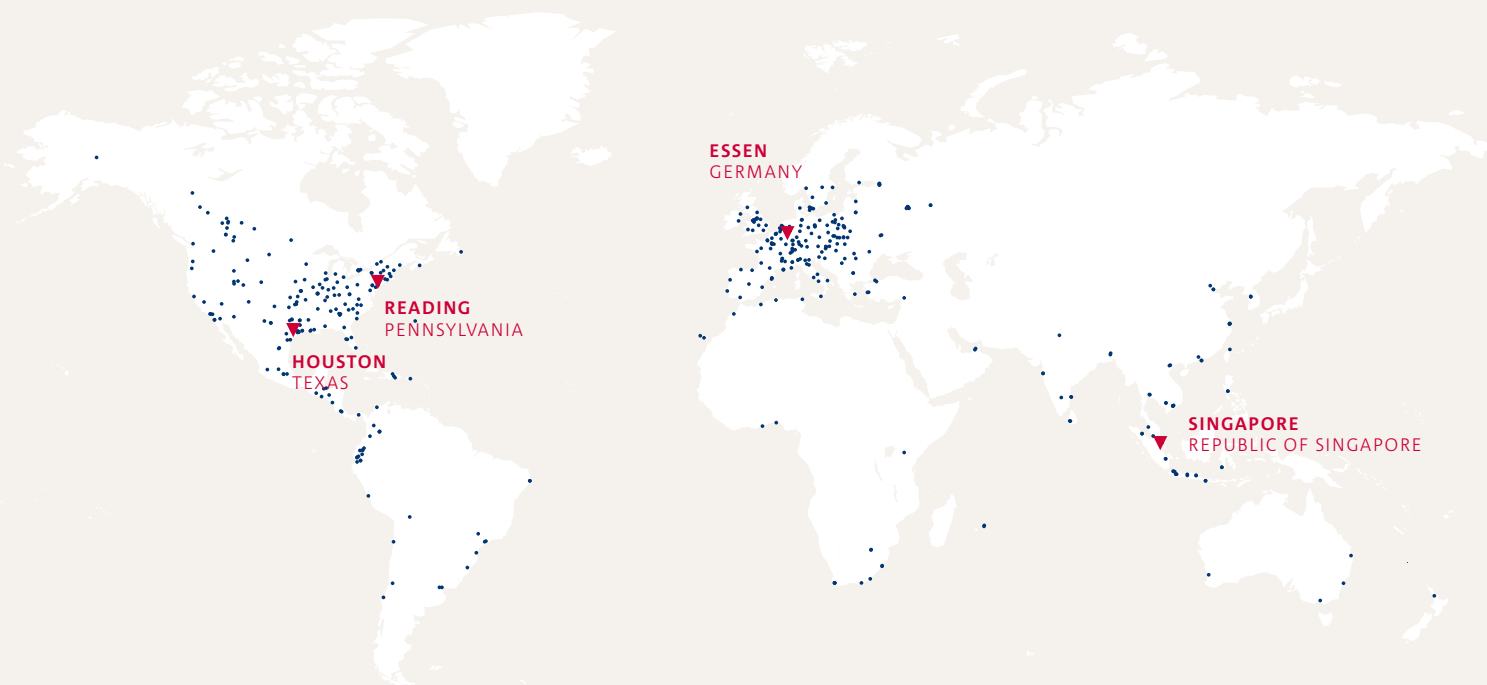 ESSEN
GERMANY
READING
PENNSYLVANIA
HOUSTON
TEXAS
SINGAPORE
REPUBLIC OF SINGAPORE